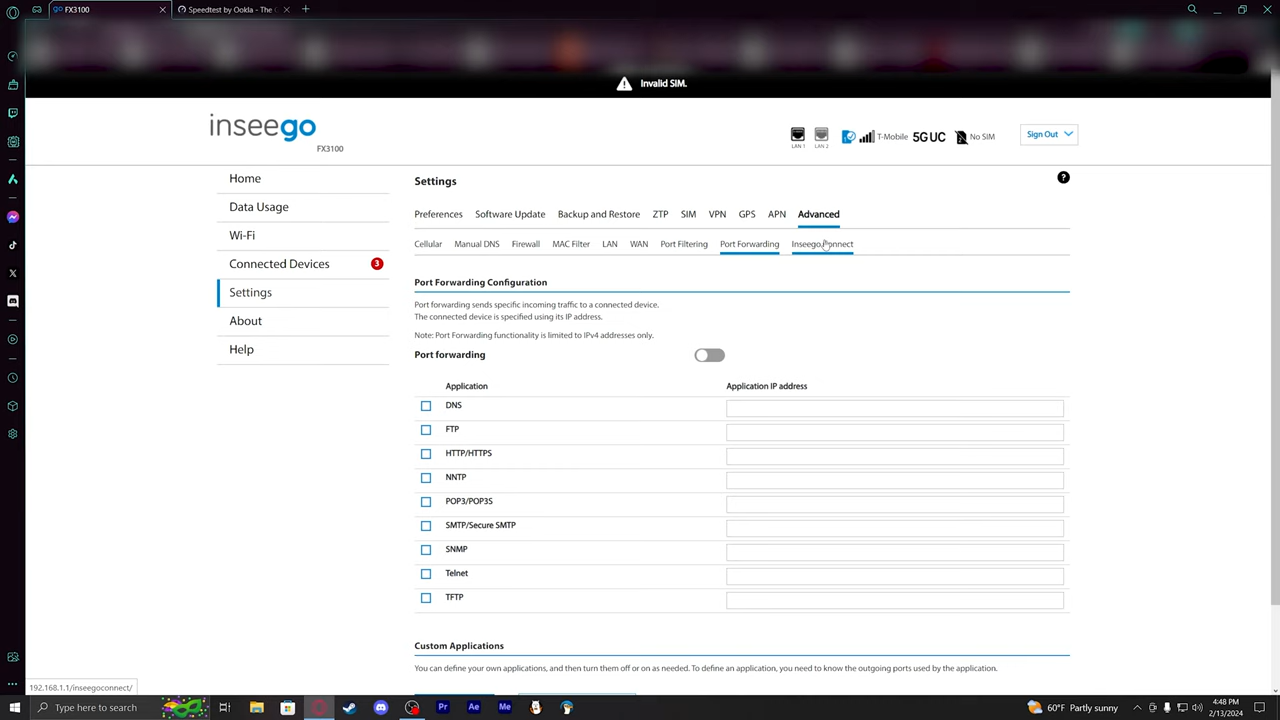 FX3100
Speedtest by Ookla - The G
Invalid SIM.
inseego
FX3100
LAN 1
LAN 2
T-Mobile
5G UC
No SIM
Sign Out
Home
Data Usage
Wi-Fi
Connected Devices
3
Settings
About
Help
Settings
?
Preferences
Software Update
Backup and Restore
ZTP
SIM
VPN
GPS
APN
Advanced
Cellular
Manual DNS
Firewall
MAC Filter
LAN
WAN
Port Filtering
Port Forwarding
Inseego Connect
Port Forwarding Configuration
Port forwarding sends specific incoming traffic to a connected device.
The connected device is specified using its IP address.
Note: Port Forwarding functionality is limited to IPv4 addresses only.
Port forwarding
Application
Application IP address
DNS
FTP
HTTP/HTTPS
NNTP
POP3/POP3S
SMTP/Secure SMTP
SNMP
Telnet
TFTP
Custom Applications
You can define your own applications, and then turn them off or on as needed. To define an application, you need to know the outgoing ports used by the application.
192.168.1.1/inseegoconnect/
Type here to search
Pr
Ae
Me
60°F Partly sunny
4:48 PM
2/13/2024